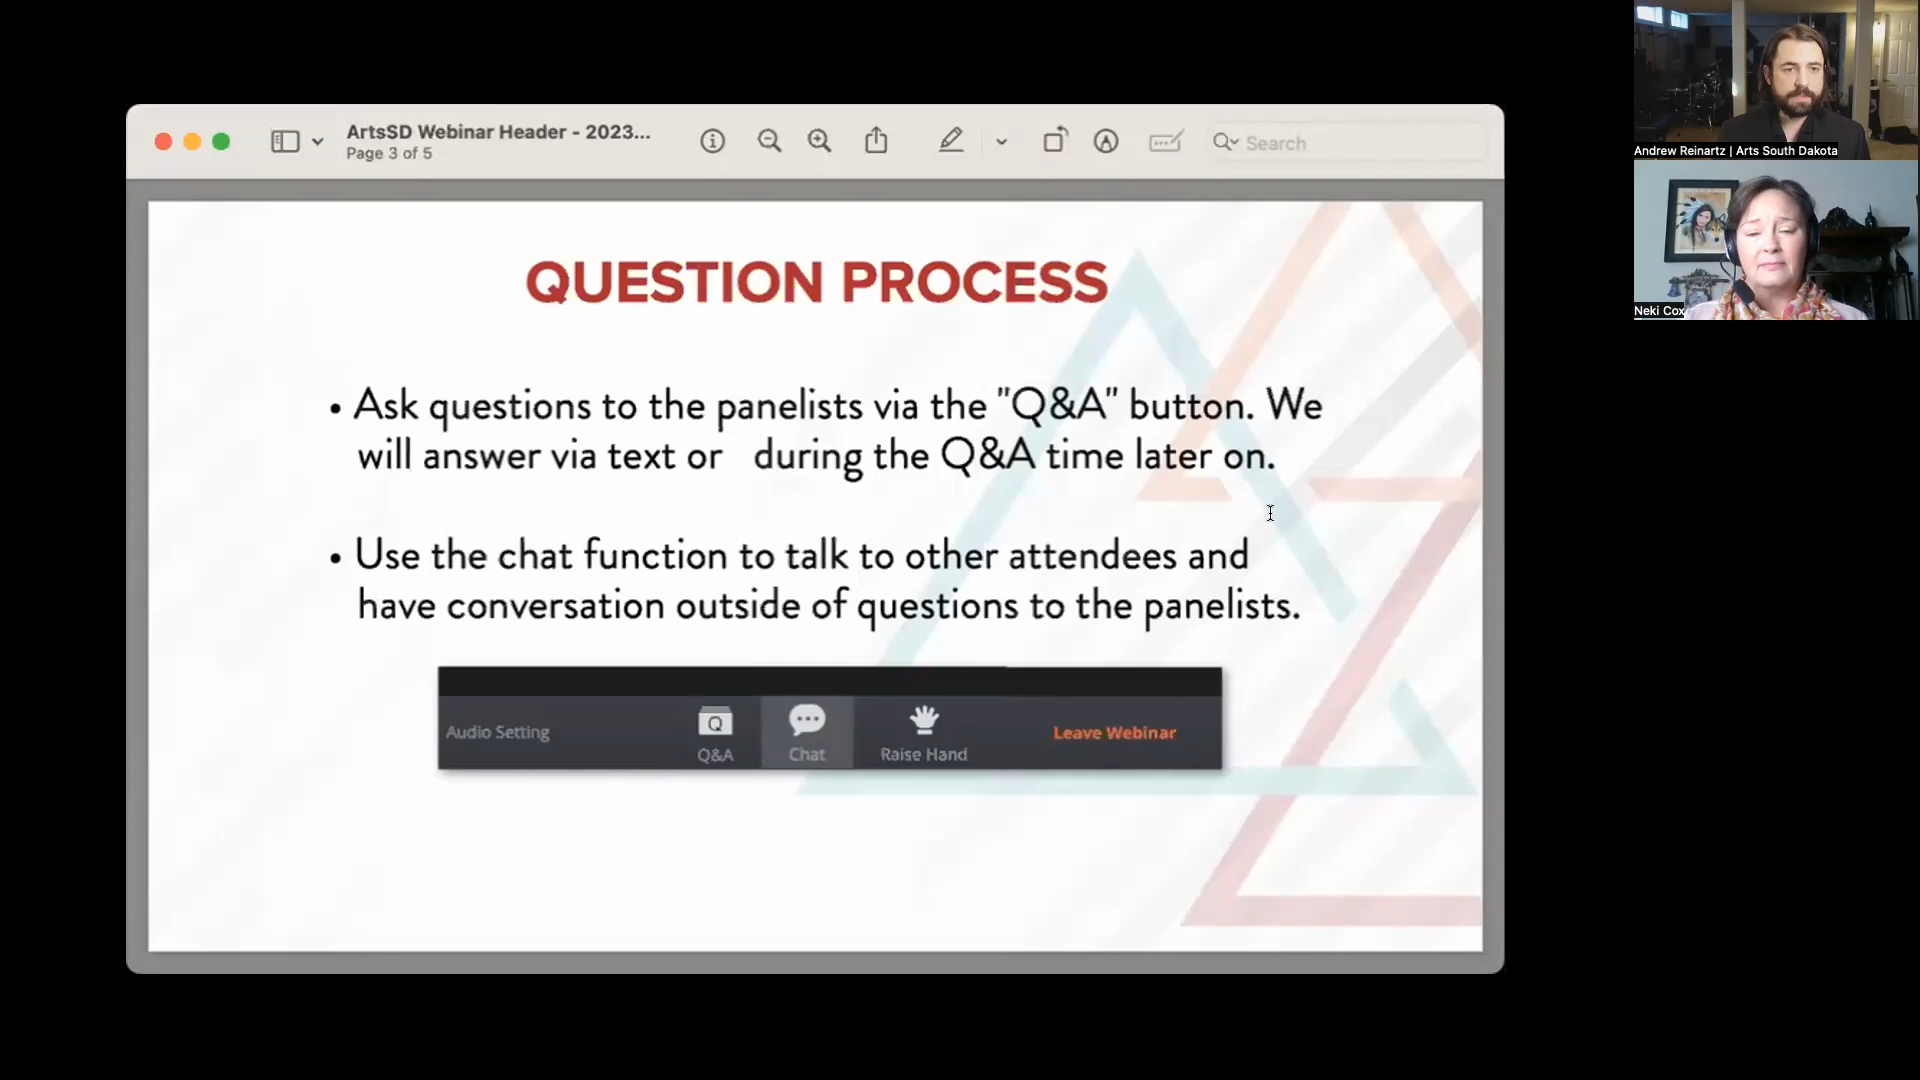 ArtsSD Webinar Header - 2023...
Page 3 of 5
Search
QUESTION PROCESS
• Ask questions to the panelists via the "Q&A" button. We
will answer via text or during the Q&A time later on.
• Use the chat function to talk to other attendees and
have conversation outside of questions to the panelists.
Audio Setting
Q
Q&A
Chat
Raise Hand
Leave Webinar
Andrew Reinartz | Arts South Dakota
Neki Cox